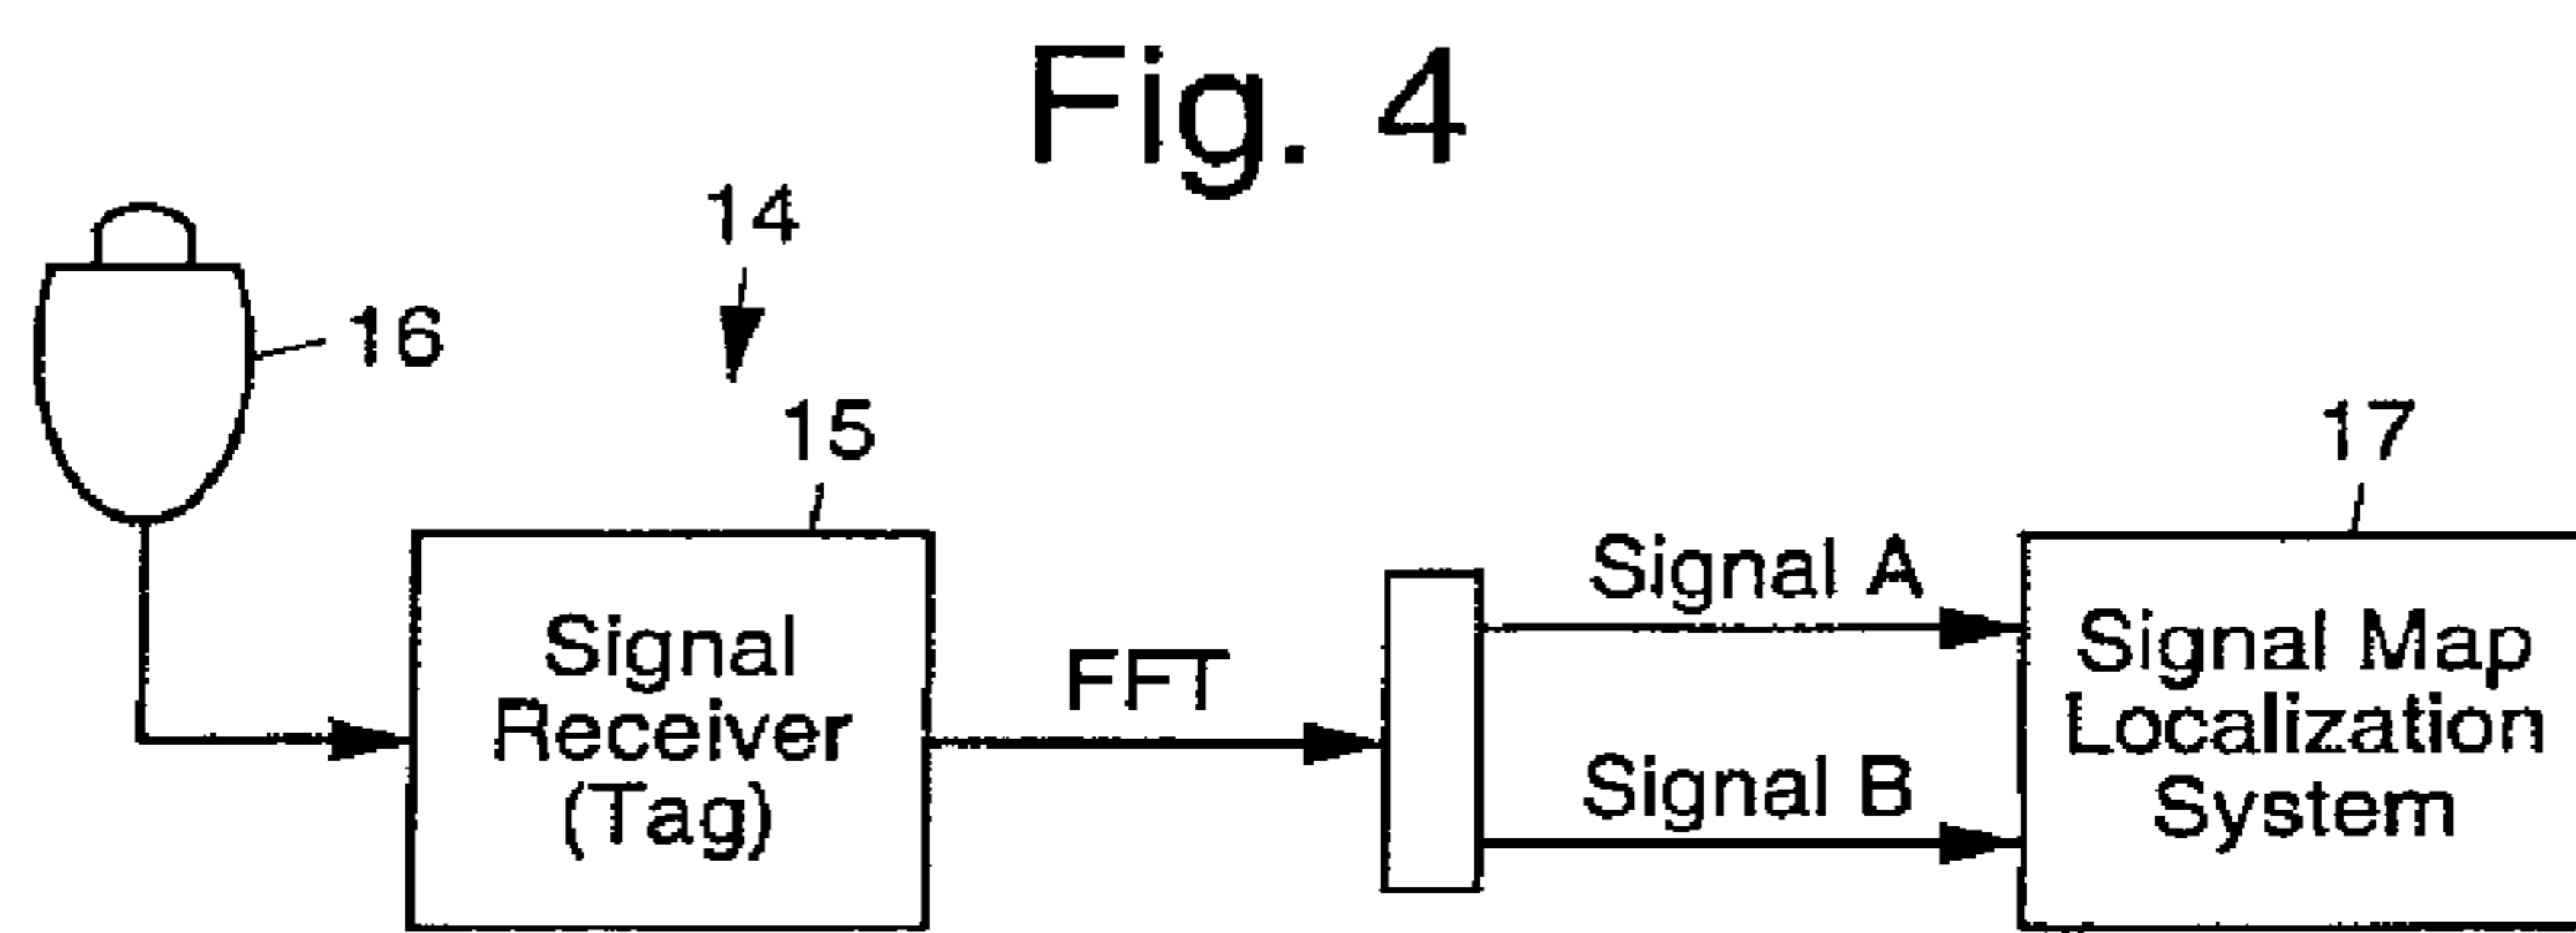 Fig. 4
14
16
15
17
Signal
Receiver
(Tag)
FFT
Signal A
Signal B
Signal Map
Localization
System